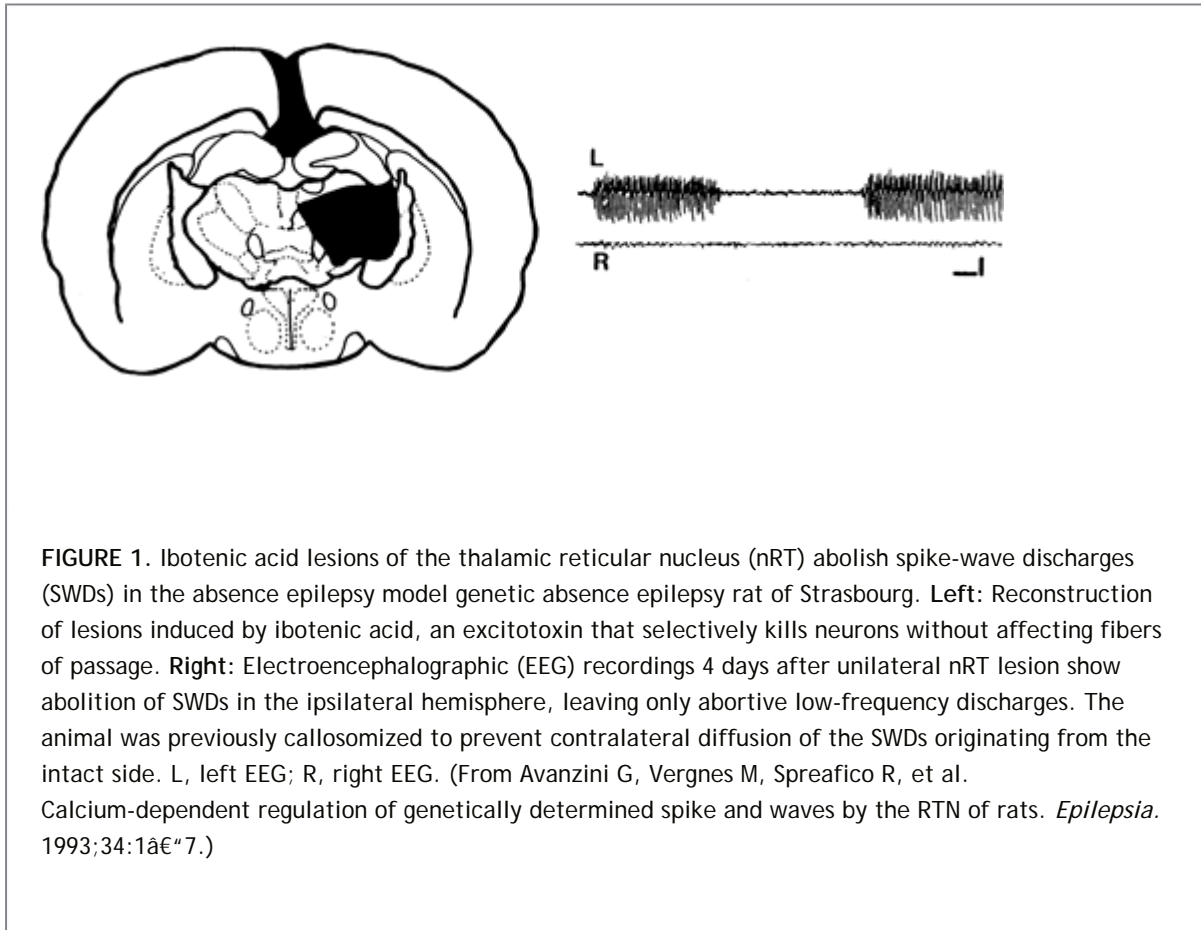 L
R
FIGURE 1. Ibotenic acid lesions of the thalamic reticular nucleus (nRT) abolish spike-wave discharges
(SWDs) in the absence epilepsy model genetic absence epilepsy rat of Strasbourg. Left: Reconstruction
of lesions induced by ibotenic acid, an excitotoxin that selectively kills neurons without affecting fibers
of passage. Right: Electroencephalographic (EEG) recordings 4 days after unilateral nRT lesion show
abolition of SWDs in the ipsilateral hemisphere, leaving only abortive low-frequency discharges. The
animal was previously callosomized to prevent contralateral diffusion of the SWDs originating from the
intact side. L, left EEG; R, right EEG. (From Avanzini G, Vergnes M, Spreafico R, et al.
Calcium-dependent regulation of genetically determined spike and waves by the RTN of rats. Epilepsia.
1993;34:1â€“7.)